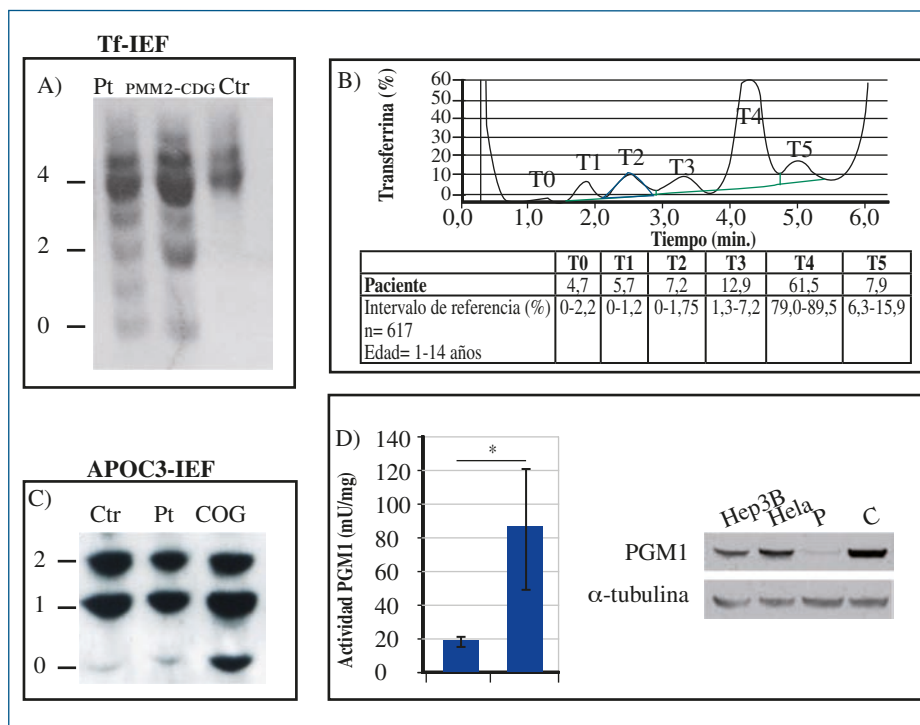 Tf-IEF
A)
Pt PMM2-CDG Ctr
4
2
0
B)
Transferrina (%)
60
50
40
30
20
10
0
T0
T1
T2
T3
T4
T5
0,0 1,0 2,0 3,0 4,0 5,0 6,0
Tiempo (min.)
T0 T1 T2 T3 T4 T5
Paciente 4,7 5,7 7,2 12,9 61,5 7,9
Intervalo de referencia (%) 0-2,2 0-1,2 0-1,75 1,3-7,2 79,0-89,5 6,3-15,9
n= 617
Edad= 1-14 años
APOC3-IEF
C)
Ctr Pt COG
2
1
0
D)
Actividad PGM1 (mU/mg)
140
120
100
80
60
40
20
0
*
Hep3B Hela P C
PGM1
α-tubulina